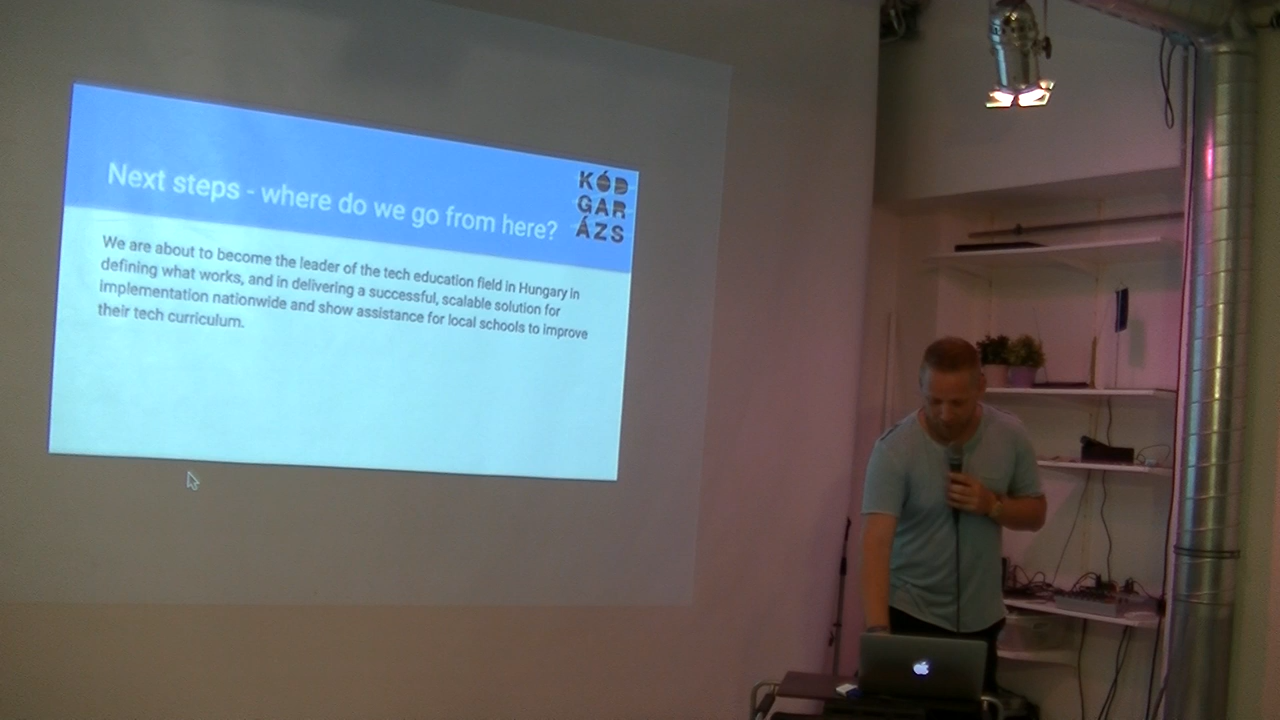 Next steps - where do we go from here?
KÓD
GAR
ÁZS
We are about to become the leader of the tech education field in Hungary in
defining what works, and in delivering a successful, scalable solution for
implementation nationwide and show assistance for local schools to improve
their tech curriculum.